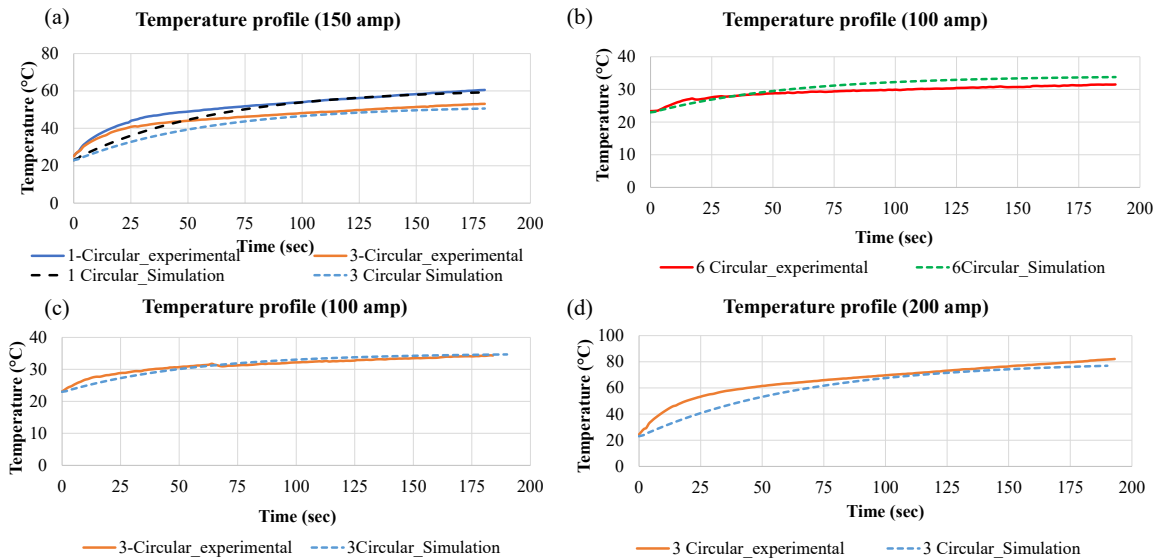 (a)
Temperature profile (150 amp)
Temperature (°C)
80
60
40
20
0
0 25 50 75 100 125 150 175 200
Time (sec)
1-Circular_experimental 3-Circular_experimental
1 Circular_Simulation 3 Circular Simulation
(b)
Temperature profile (100 amp)
Temperature (°C)
40
30
20
10
0
0 25 50 75 100 125 150 175 200
Time (sec)
6 Circular_experimental 6Circular_Simulation
(c)
Temperature profile (100 amp)
Temperature (°C)
40
30
20
10
0
0 25 50 75 100 125 150 175 200
Time (sec)
3-Circular_experimental 3Circular_Simulation
(d)
Temperature profile (200 amp)
Temperature (°C)
100
80
60
40
20
0
0 25 50 75 100 125 150 175 200
Time (sec)
3 Circular_experimental 3 Circular_Simulation